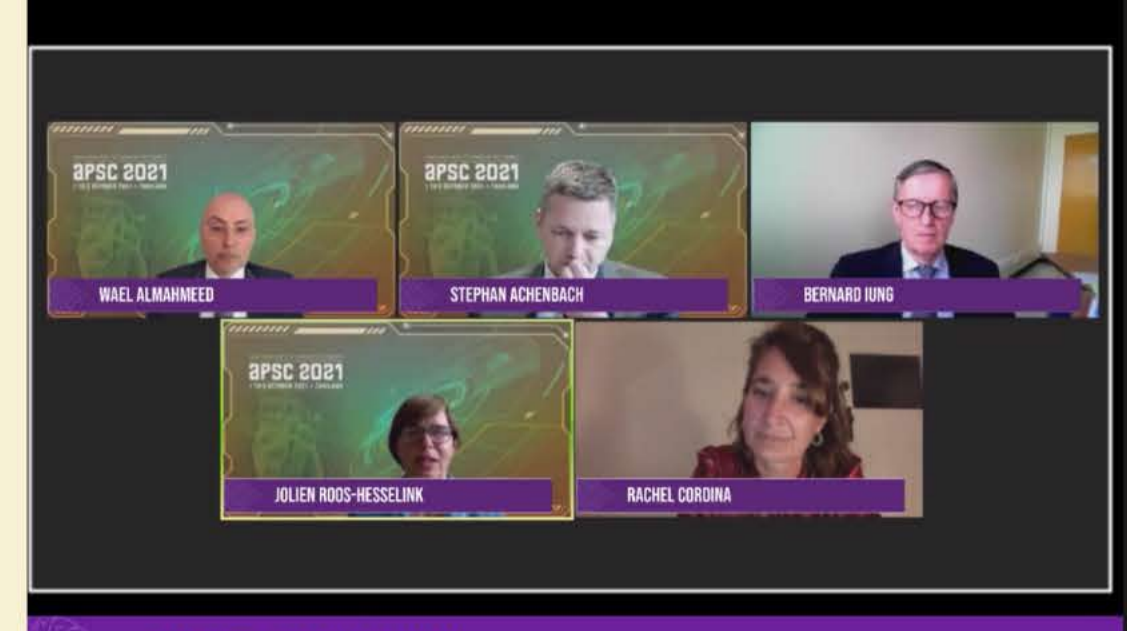 APSC 2021
APSC 2021
WAEL ALMAHMEED
STEPHAN ACHENBACH
BERNARD IUNG
APSC 2021
JOLIEN ROOS-HESSELINK
RACHEL CORDINA